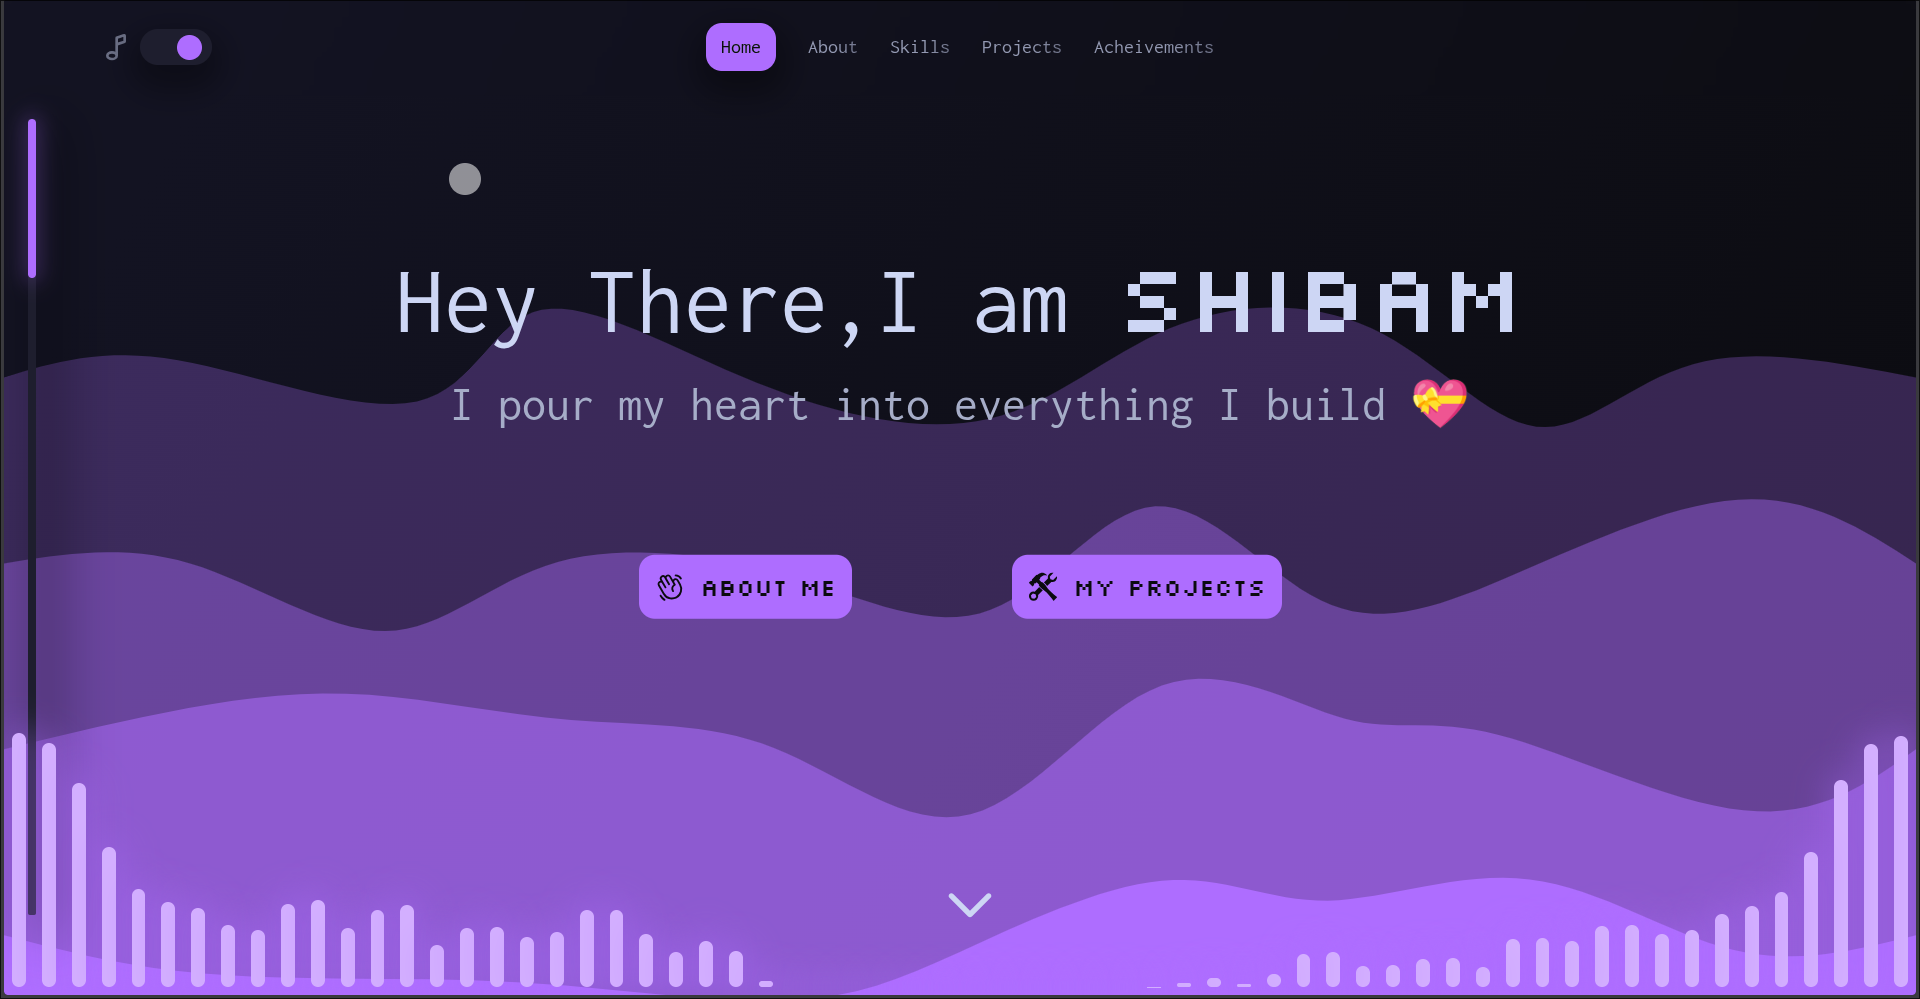 Home About Skills Projects Acheivements
Hey There,I am SHIBAM
I pour my heart into everything I build 💝
ABOUT ME
MY PROJECTS